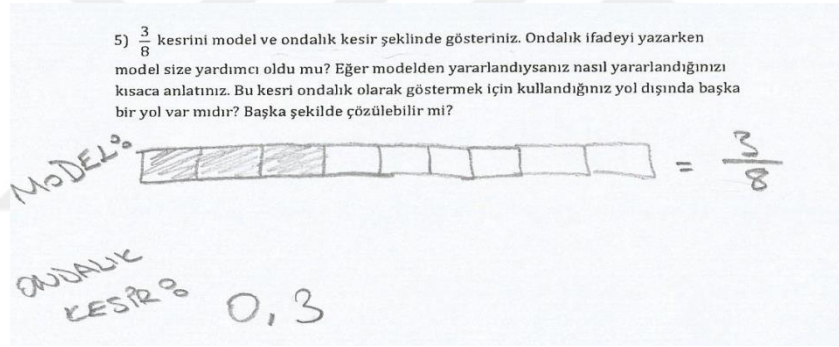 5) 3/8 kesrini model ve ondalık kesir şeklinde gösteriniz. Ondalık ifadeyi yazarken
model size yardımcı oldu mu? Eğer modelden yararlandıysanız nasıl yararlandığınızı
kısaca anlatınız. Bu kesri ondalık olarak göstermek için kullandığınız yol dışında başka
bir yol var mıdır? Başka şekilde çözülebilir mi?
MODEL:
= 3/8
ONDALIK
KESİR: 0,3